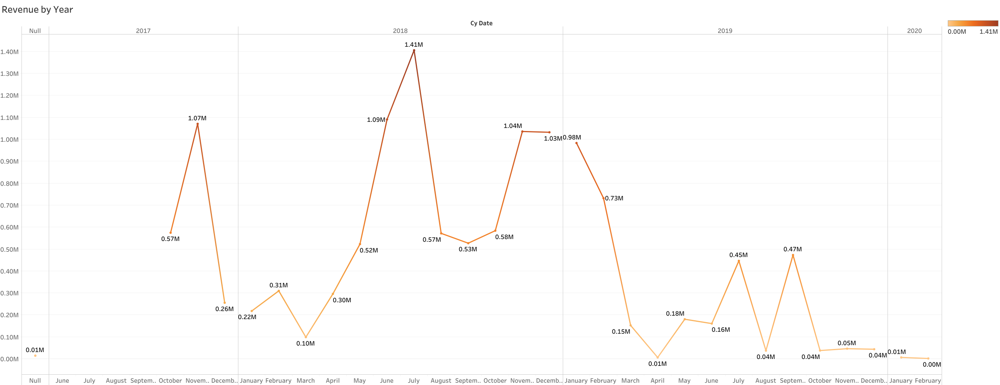 Revenue by Year
Cy Date
Null 2017 2018 2019 2020
0.00M 1.41M
1.40M
1.30M
1.20M
1.10M
1.00M
0.90M
0.80M
0.70M
0.60M
0.50M
0.40M
0.30M
0.20M
0.10M
0.00M
0.01M
0.57M
1.07M
0.26M
0.22M
0.31M
0.10M
0.30M
0.52M
1.09M
1.41M
0.57M
0.53M
0.58M
1.04M
1.03M
0.98M
0.73M
0.15M
0.01M
0.18M
0.16M
0.45M
0.04M
0.47M
0.04M
0.05M
0.04M
0.01M
0.00M
Null June July August Septem.. October Novem.. Decemb.. January February March April May June July August Septem.. October Novem.. Decemb.. January February March April May June July August Septem.. October Novem.. Decemb.. January February